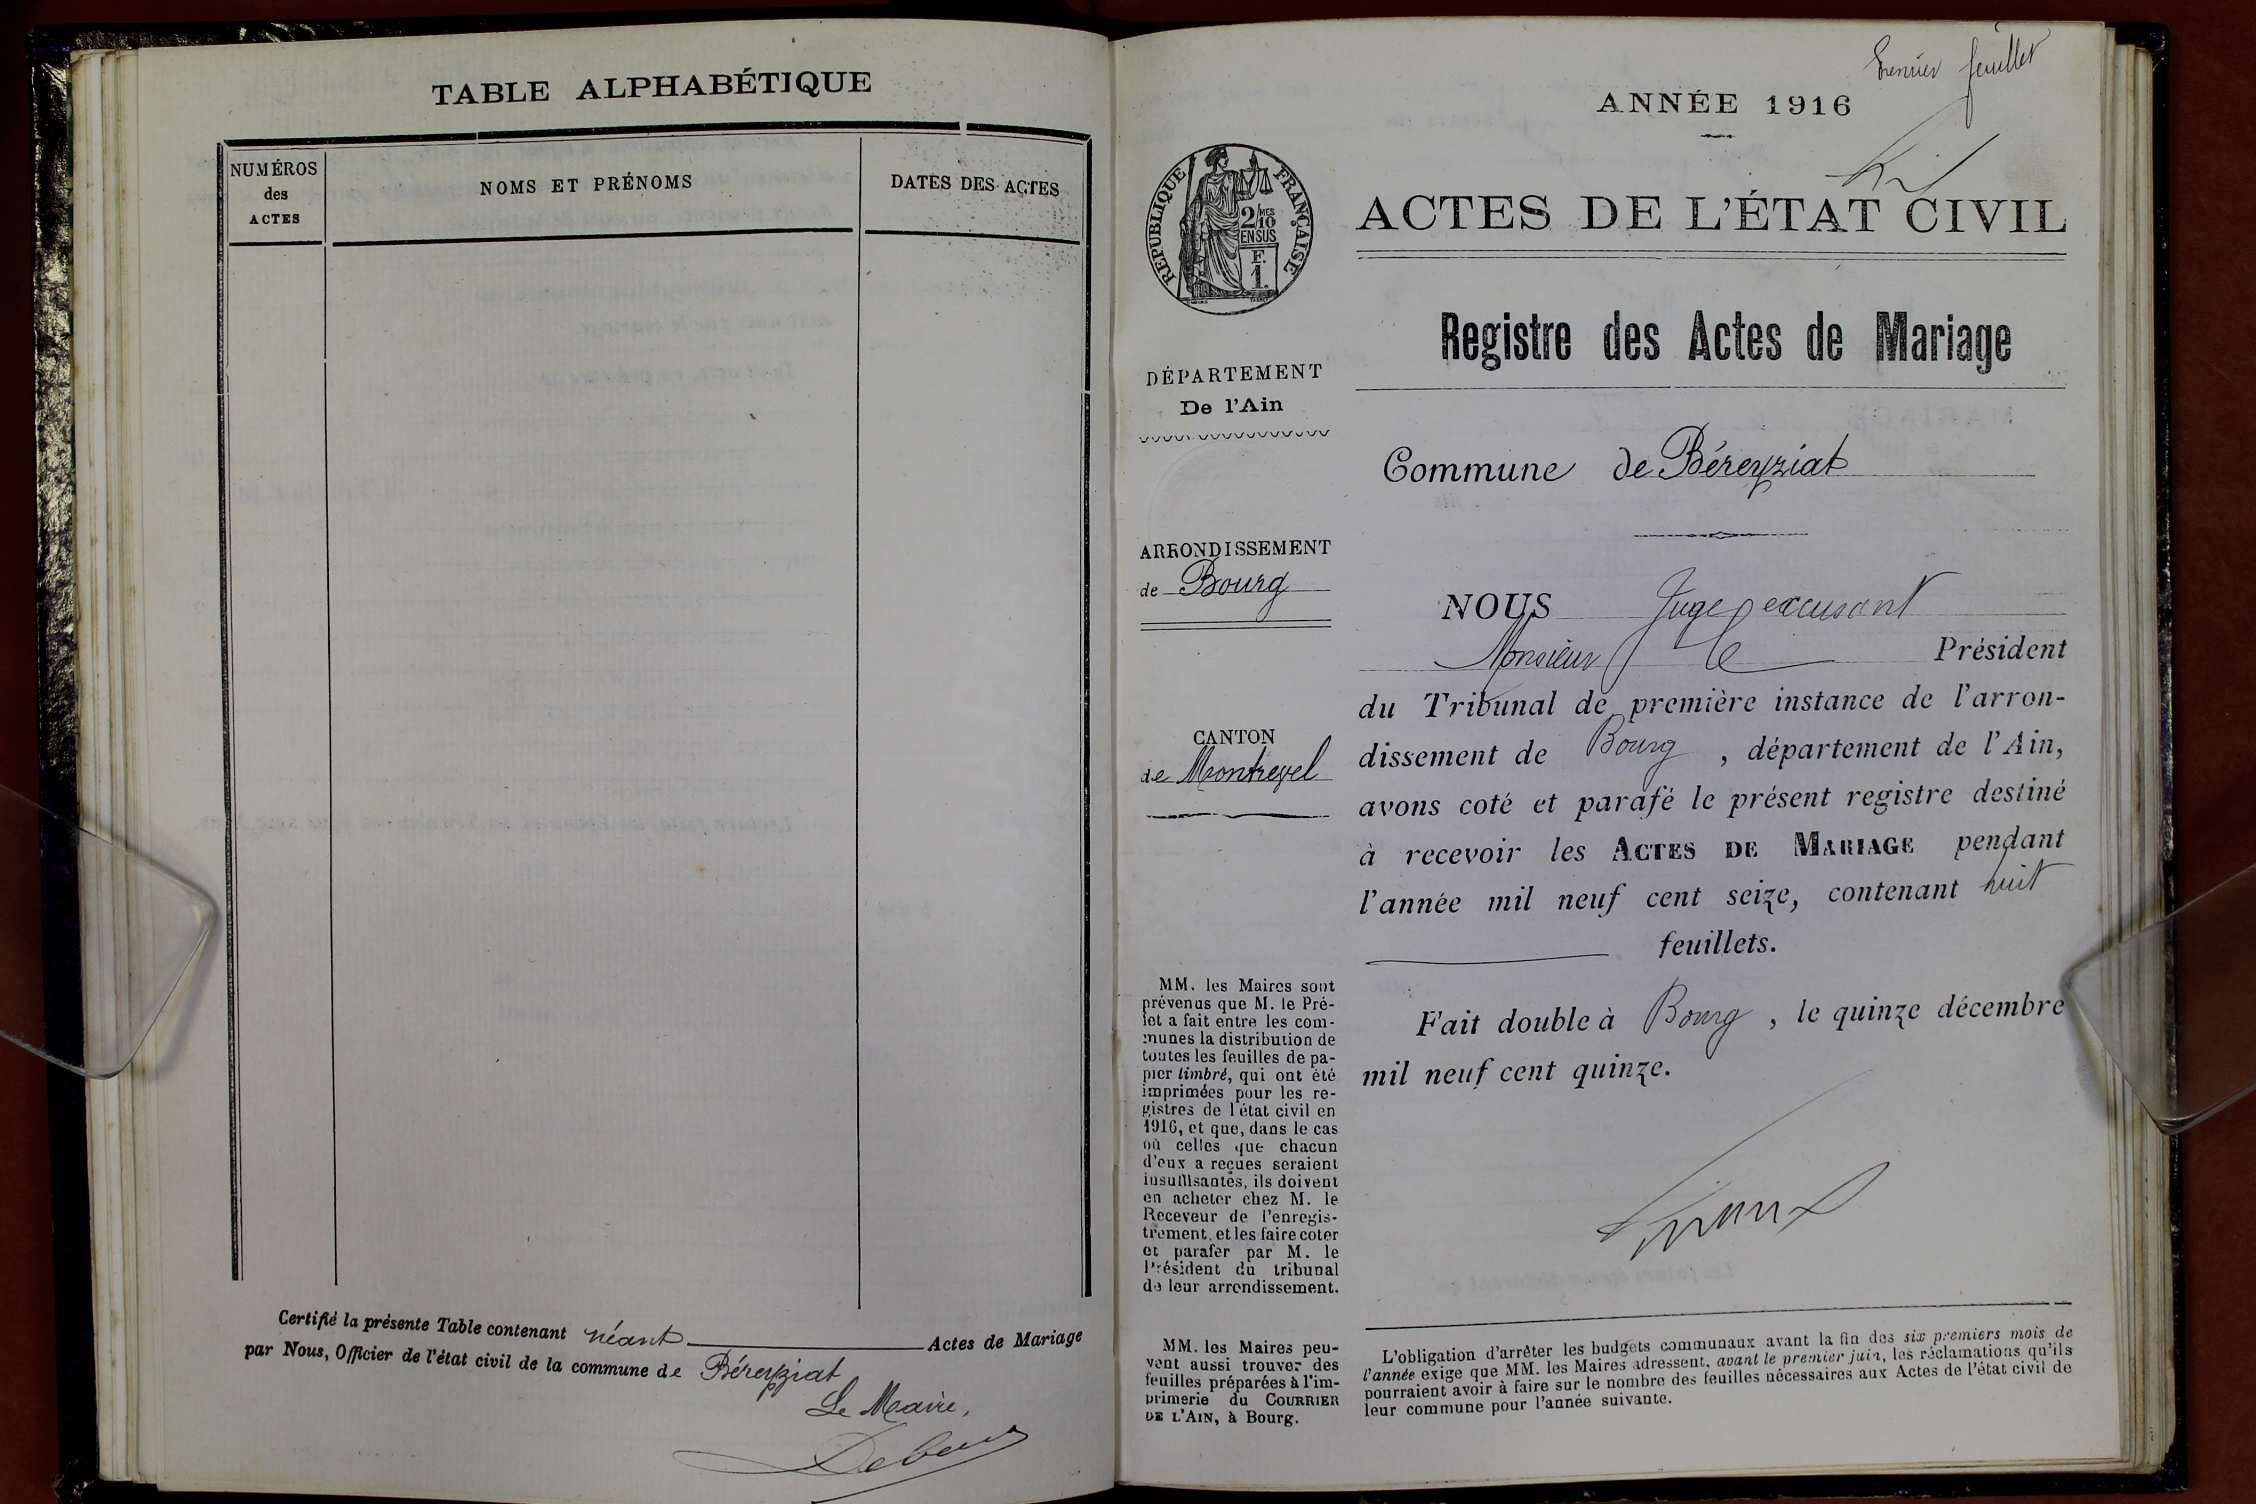 TABLE ALPHABÉTIQUE
NUMÉROS
des
ACTES
NOMS ET PRÉNOMS
DATES DES ACTES
Certifié la présente Table contenant néant Actes de Mariage
par Nous, Officier de l'état civil de la commune de Béreyziat
Le Maire,
Premier feuillet
ANNÉE 1916
RÉPUBLIQUE FRANÇAISE
2/10 MES
EN SUS
F.
1.
ACTES DE L'ÉTAT CIVIL
Registre des Actes de Mariage
DÉPARTEMENT
De l'Ain
Commune de Béreyziat
ARRONDISSEMENT
de Bourg
CANTON
de Montrevel
NOUS Juge excusant
Monsieur le Président
du Tribunal de première instance de l'arron-
dissement de Bourg, département de l'Ain,
avons coté et parafé le présent registre destiné
à recevoir les ACTES DE MARIAGE pendant
l'année mil neuf cent seize, contenant huit
feuillets.
Fait double à Bourg, le quinze décembre
mil neuf cent quinze.
MM. les Maires sont
prévenus que M. le Pré-
fet a fait entre les com-
munes la distribution de
toutes les feuilles de pa-
pier timbré, qui ont été
imprimées pour les re-
gistres de l'état civil en
1916, et que, dans le cas
où celles que chacun
d'eux a reçues seraient
insuffisantes, ils doivent
en acheter chez M. le
Receveur de l'enregis-
trement, et les faire coter
et parafer par M. le
Président du tribunal
de leur arrondissement.
MM. les Maires peu-
vent aussi trouver des
feuilles préparées à l'im-
primerie du COURRIER
DE L'AIN, à Bourg.
L'obligation d'arrêter les budgets communaux avant la fin des six premiers mois de
l'année exige que MM. les Maires adressent, avant le premier juin, les réclamations qu'ils
pourraient avoir à faire sur le nombre des feuilles nécessaires aux Actes de l'état civil de
leur commune pour l'année suivante.